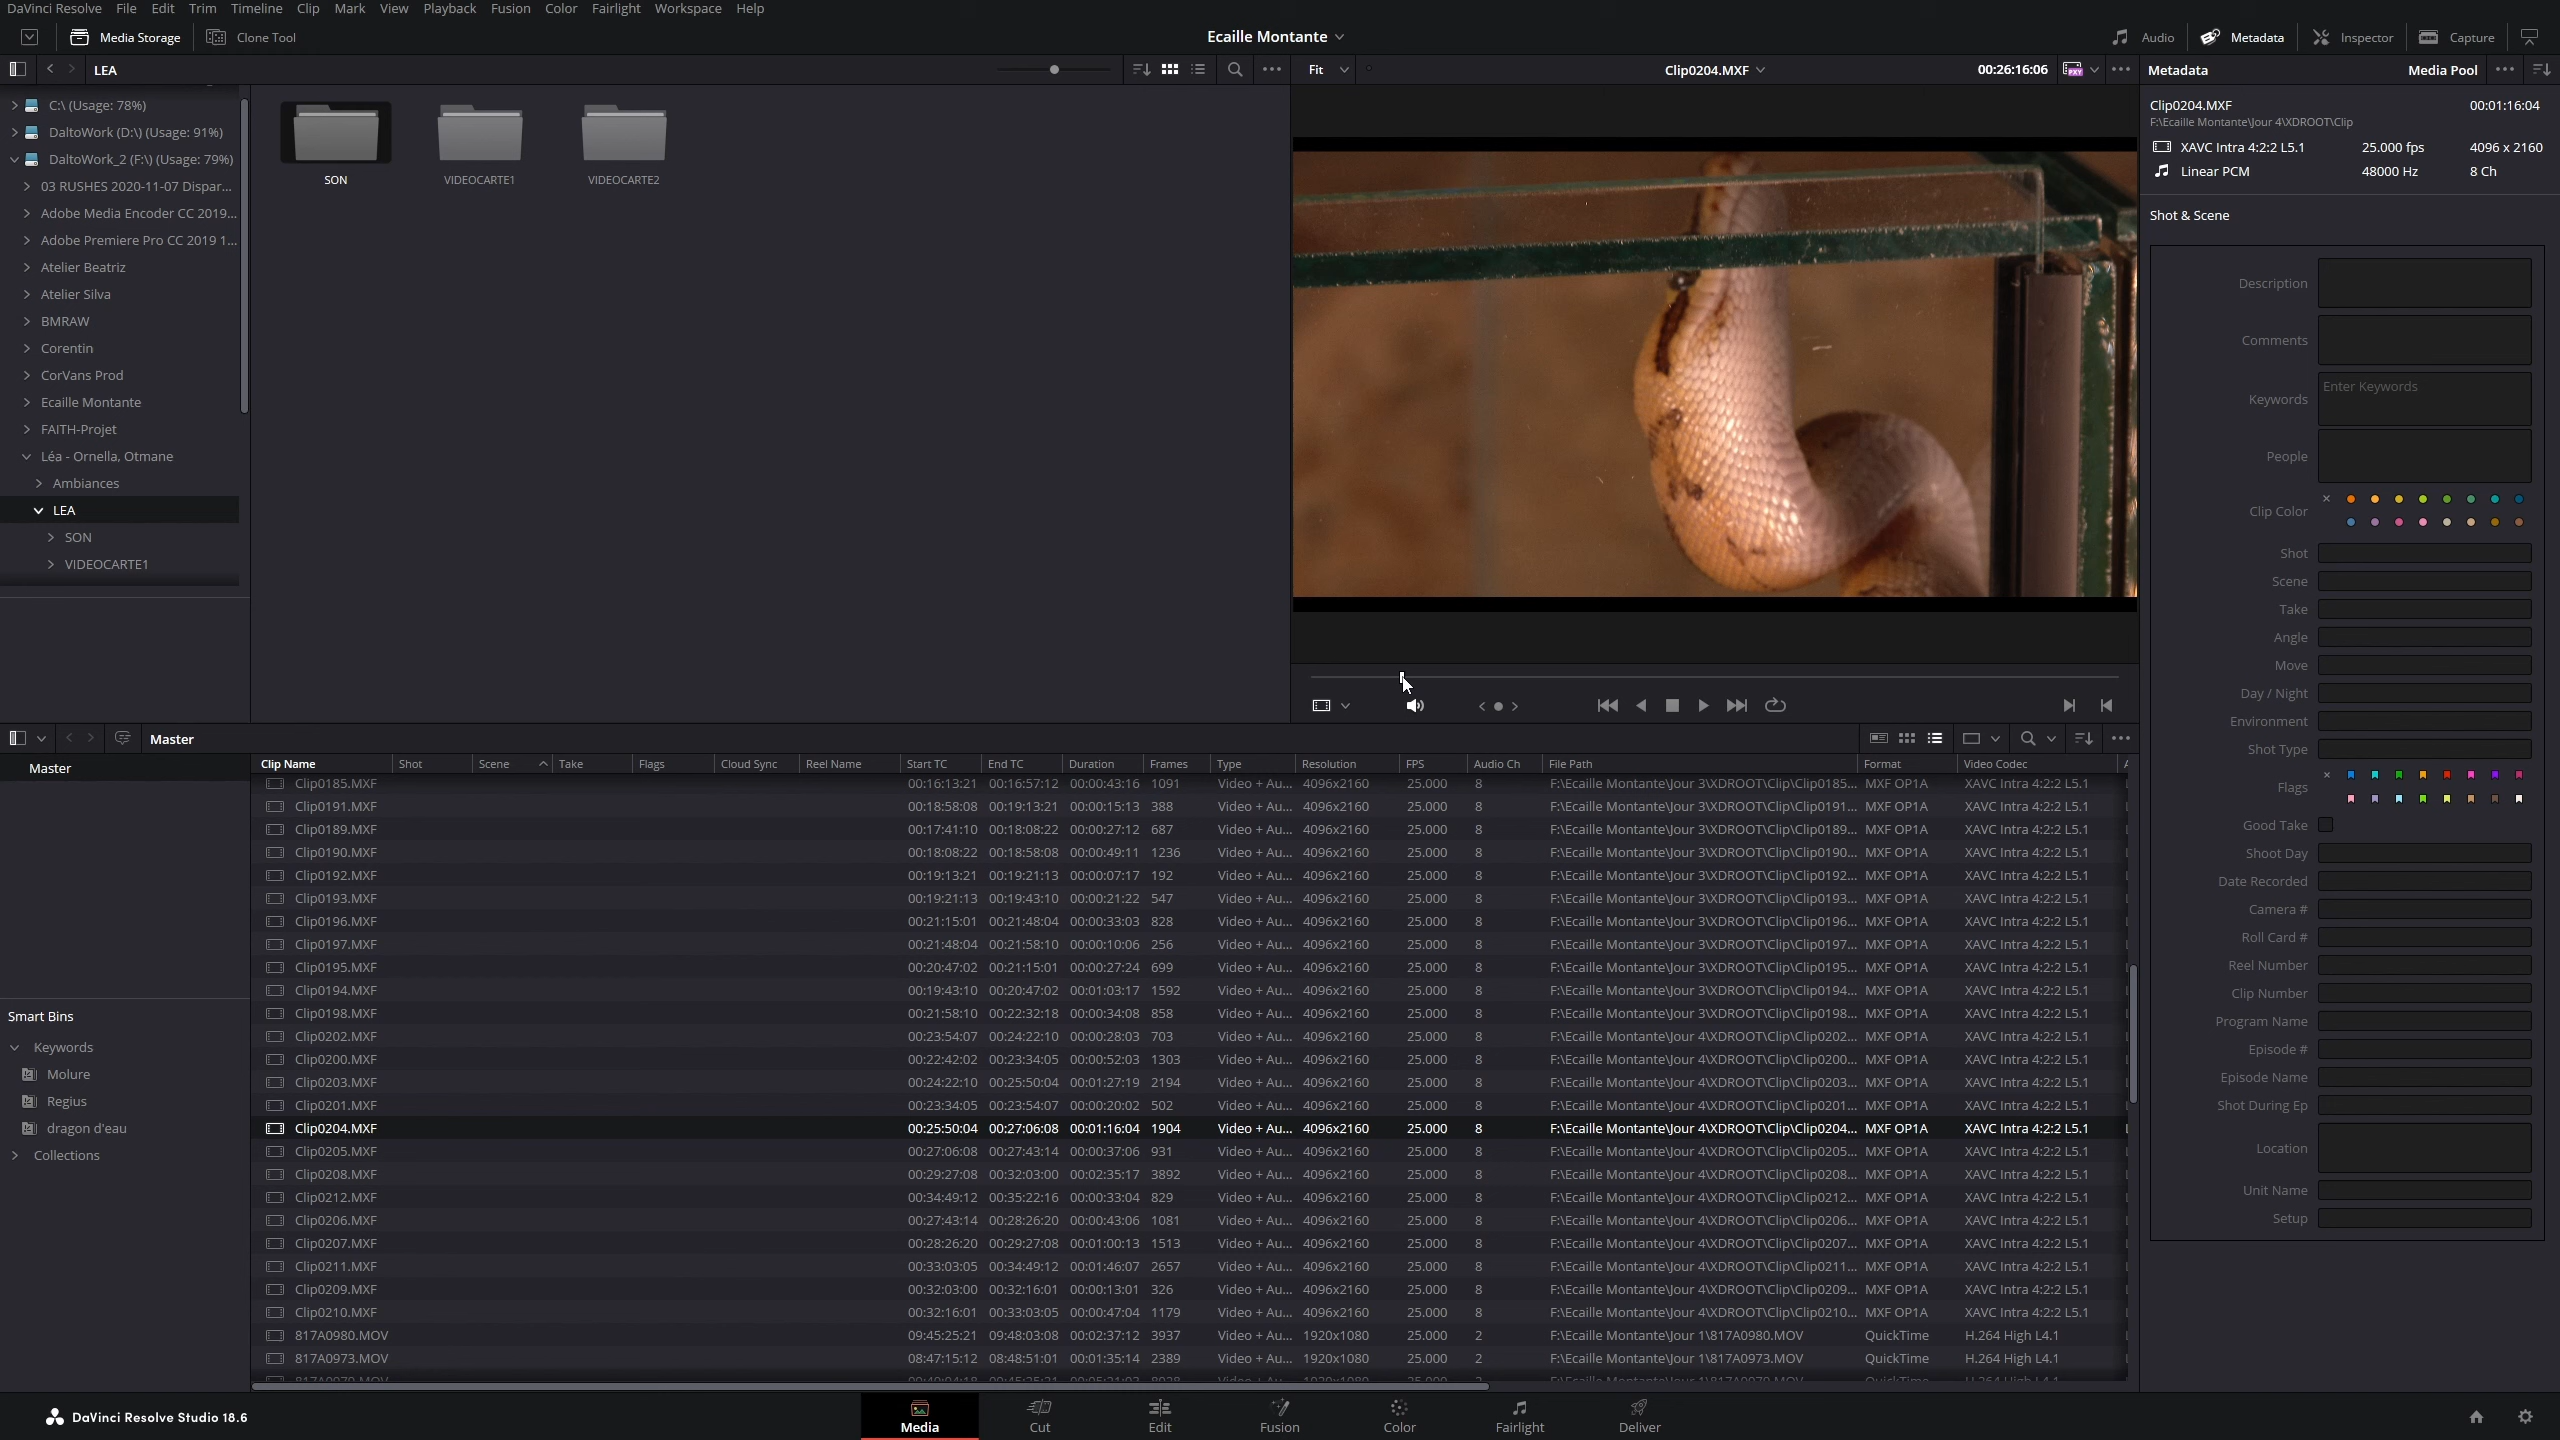 DaVinci Resolve File Edit Trim Timeline Clip Mark View Playback Fusion Color Fairlight Workspace Help
Media Storage Clone Tool Ecaille Montante Audio Metadata Inspector Capture
LEA Fit Clip0204.MXF 00:26:16:06 Metadata Media Pool
C:\ (Usage: 78%)
DaltoWork (D:\) (Usage: 91%)
DaltoWork_2 (F:\) (Usage: 79%)
03 RUSHES 2020-11-07 Dispar...
Adobe Media Encoder CC 2019...
Adobe Premiere Pro CC 2019 1...
Atelier Beatriz
Atelier Silva
BMRAW
Corentin
CorVans Prod
Ecaille Montante
FAITH-Projet
Léa - Ornella, Otmane
Ambiances
LEA
SON
VIDEOCARTE1
SON VIDEOCARTE1 VIDEOCARTE2
Clip0204.MXF 00:01:16:04
F:\Ecaille Montante\Jour 4\XDROOT\Clip
XAVC Intra 4:2:2 L5.1 25.000 fps 4096 x 2160
Linear PCM 48000 Hz 8 Ch
Shot & Scene
Description
Comments
Keywords Enter Keywords
People
Clip Color
Shot
Scene
Take
Angle
Move
Day / Night
Environment
Shot Type
Flags
Good Take
Shoot Day
Date Recorded
Camera #
Roll Card #
Reel Number
Clip Number
Program Name
Episode #
Episode Name
Shot During Ep
Location
Unit Name
Setup
Master
Master
Smart Bins
Keywords
Molure
Regius
dragon d'eau
Collections
Clip Name Shot Scene Take Flags Cloud Sync Reel Name Start TC End TC Duration Frames Type Resolution FPS Audio Ch File Path Format Video Codec
Clip0185.MXF 00:16:13:21 00:16:57:12 00:00:43:16 1091 Video + Au... 4096x2160 25.000 8 F:\Ecaille Montante\Jour 3\XDROOT\Clip\Clip0185... MXF OP1A XAVC Intra 4:2:2 L5.1
Clip0191.MXF 00:18:58:08 00:19:13:21 00:00:15:13 388 Video + Au... 4096x2160 25.000 8 F:\Ecaille Montante\Jour 3\XDROOT\Clip\Clip0191... MXF OP1A XAVC Intra 4:2:2 L5.1
Clip0189.MXF 00:17:41:10 00:18:08:22 00:00:27:12 687 Video + Au... 4096x2160 25.000 8 F:\Ecaille Montante\Jour 3\XDROOT\Clip\Clip0189... MXF OP1A XAVC Intra 4:2:2 L5.1
Clip0190.MXF 00:18:08:22 00:18:58:08 00:00:49:11 1236 Video + Au... 4096x2160 25.000 8 F:\Ecaille Montante\Jour 3\XDROOT\Clip\Clip0190... MXF OP1A XAVC Intra 4:2:2 L5.1
Clip0192.MXF 00:19:13:21 00:19:21:13 00:00:07:17 192 Video + Au... 4096x2160 25.000 8 F:\Ecaille Montante\Jour 3\XDROOT\Clip\Clip0192... MXF OP1A XAVC Intra 4:2:2 L5.1
Clip0193.MXF 00:19:21:13 00:19:43:10 00:00:21:22 547 Video + Au... 4096x2160 25.000 8 F:\Ecaille Montante\Jour 3\XDROOT\Clip\Clip0193... MXF OP1A XAVC Intra 4:2:2 L5.1
Clip0196.MXF 00:21:15:01 00:21:48:04 00:00:33:03 828 Video + Au... 4096x2160 25.000 8 F:\Ecaille Montante\Jour 3\XDROOT\Clip\Clip0196... MXF OP1A XAVC Intra 4:2:2 L5.1
Clip0197.MXF 00:21:48:04 00:21:58:10 00:00:10:06 256 Video + Au... 4096x2160 25.000 8 F:\Ecaille Montante\Jour 3\XDROOT\Clip\Clip0197... MXF OP1A XAVC Intra 4:2:2 L5.1
Clip0195.MXF 00:20:47:02 00:21:15:01 00:00:27:24 699 Video + Au... 4096x2160 25.000 8 F:\Ecaille Montante\Jour 3\XDROOT\Clip\Clip0195... MXF OP1A XAVC Intra 4:2:2 L5.1
Clip0194.MXF 00:19:43:10 00:20:47:02 00:01:03:17 1592 Video + Au... 4096x2160 25.000 8 F:\Ecaille Montante\Jour 3\XDROOT\Clip\Clip0194... MXF OP1A XAVC Intra 4:2:2 L5.1
Clip0198.MXF 00:21:58:10 00:22:32:18 00:00:34:08 858 Video + Au... 4096x2160 25.000 8 F:\Ecaille Montante\Jour 3\XDROOT\Clip\Clip0198... MXF OP1A XAVC Intra 4:2:2 L5.1
Clip0202.MXF 00:23:54:07 00:24:22:10 00:00:28:03 703 Video + Au... 4096x2160 25.000 8 F:\Ecaille Montante\Jour 4\XDROOT\Clip\Clip0202... MXF OP1A XAVC Intra 4:2:2 L5.1
Clip0200.MXF 00:22:42:02 00:23:34:05 00:00:52:03 1303 Video + Au... 4096x2160 25.000 8 F:\Ecaille Montante\Jour 4\XDROOT\Clip\Clip0200... MXF OP1A XAVC Intra 4:2:2 L5.1
Clip0203.MXF 00:24:22:10 00:25:50:04 00:01:27:19 2194 Video + Au... 4096x2160 25.000 8 F:\Ecaille Montante\Jour 4\XDROOT\Clip\Clip0203... MXF OP1A XAVC Intra 4:2:2 L5.1
Clip0201.MXF 00:23:34:05 00:23:54:07 00:00:20:02 502 Video + Au... 4096x2160 25.000 8 F:\Ecaille Montante\Jour 4\XDROOT\Clip\Clip0201... MXF OP1A XAVC Intra 4:2:2 L5.1
Clip0204.MXF 00:25:50:04 00:27:06:08 00:01:16:04 1904 Video + Au... 4096x2160 25.000 8 F:\Ecaille Montante\Jour 4\XDROOT\Clip\Clip0204... MXF OP1A XAVC Intra 4:2:2 L5.1
Clip0205.MXF 00:27:06:08 00:27:43:14 00:00:37:06 931 Video + Au... 4096x2160 25.000 8 F:\Ecaille Montante\Jour 4\XDROOT\Clip\Clip0205... MXF OP1A XAVC Intra 4:2:2 L5.1
Clip0208.MXF 00:29:27:08 00:32:03:00 00:02:35:17 3892 Video + Au... 4096x2160 25.000 8 F:\Ecaille Montante\Jour 4\XDROOT\Clip\Clip0208... MXF OP1A XAVC Intra 4:2:2 L5.1
Clip0212.MXF 00:34:49:12 00:35:22:16 00:00:33:04 829 Video + Au... 4096x2160 25.000 8 F:\Ecaille Montante\Jour 4\XDROOT\Clip\Clip0212... MXF OP1A XAVC Intra 4:2:2 L5.1
Clip0206.MXF 00:27:43:14 00:28:26:20 00:00:43:06 1081 Video + Au... 4096x2160 25.000 8 F:\Ecaille Montante\Jour 4\XDROOT\Clip\Clip0206... MXF OP1A XAVC Intra 4:2:2 L5.1
Clip0207.MXF 00:28:26:20 00:29:27:08 00:01:00:13 1513 Video + Au... 4096x2160 25.000 8 F:\Ecaille Montante\Jour 4\XDROOT\Clip\Clip0207... MXF OP1A XAVC Intra 4:2:2 L5.1
Clip0211.MXF 00:33:03:05 00:34:49:12 00:01:46:07 2657 Video + Au... 4096x2160 25.000 8 F:\Ecaille Montante\Jour 4\XDROOT\Clip\Clip0211... MXF OP1A XAVC Intra 4:2:2 L5.1
Clip0209.MXF 00:32:03:00 00:32:16:01 00:00:13:01 326 Video + Au... 4096x2160 25.000 8 F:\Ecaille Montante\Jour 4\XDROOT\Clip\Clip0209... MXF OP1A XAVC Intra 4:2:2 L5.1
Clip0210.MXF 00:32:16:01 00:33:03:05 00:00:47:04 1179 Video + Au... 4096x2160 25.000 8 F:\Ecaille Montante\Jour 4\XDROOT\Clip\Clip0210... MXF OP1A XAVC Intra 4:2:2 L5.1
817A0980.MOV 09:45:25:21 09:48:03:08 00:02:37:12 3937 Video + Au... 1920x1080 25.000 2 F:\Ecaille Montante\Jour 1\817A0980.MOV QuickTime H.264 High L4.1
817A0973.MOV 08:47:15:12 08:48:51:01 00:01:35:14 2389 Video + Au... 1920x1080 25.000 2 F:\Ecaille Montante\Jour 1\817A0973.MOV QuickTime H.264 High L4.1
DaVinci Resolve Studio 18.6 Media Cut Edit Fusion Color Fairlight Deliver